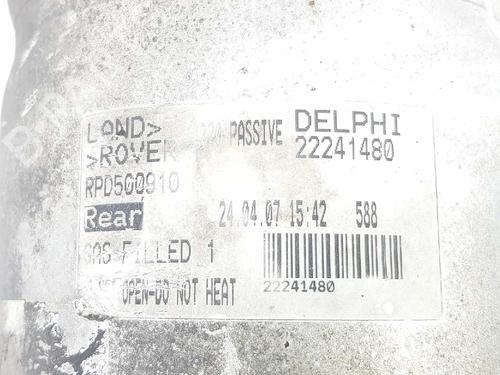 LAND> PASSIVE DELPHI
>ROVER 22241480
RPD500910
Rear 24.04.07 15:42 588
GAS FILLED 1
OPEN-DO NOT HEAT
22241480